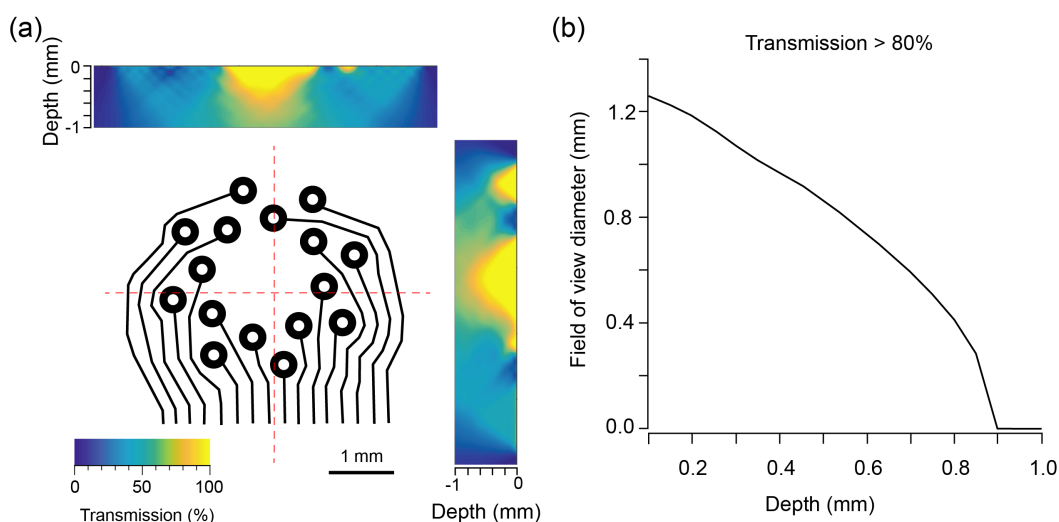 (a)
Depth (mm)
0
-1
1 mm
0 50 100
Transmission (%)
-1 0
Depth (mm)
(b)
Transmission > 80%
Field of view diameter (mm)
1.2
0.8
0.4
0.0
0.2 0.4 0.6 0.8 1.0
Depth (mm)